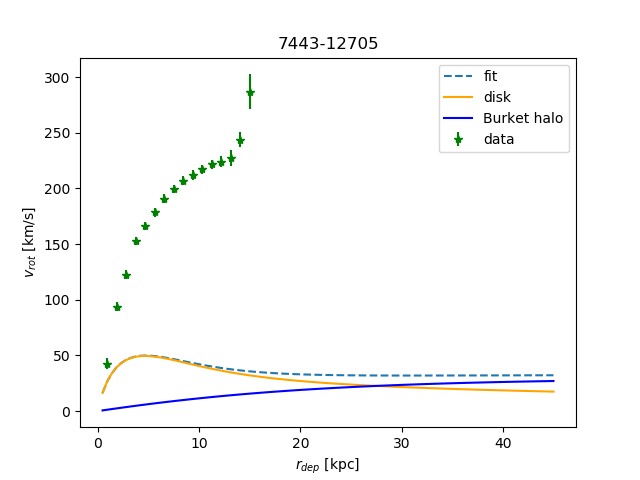 7443-12705
fit
disk
Burket halo
data
300
250
200
150
100
50
0
v_rot [km/s]
0 10 20 30 40
r_dep [kpc]